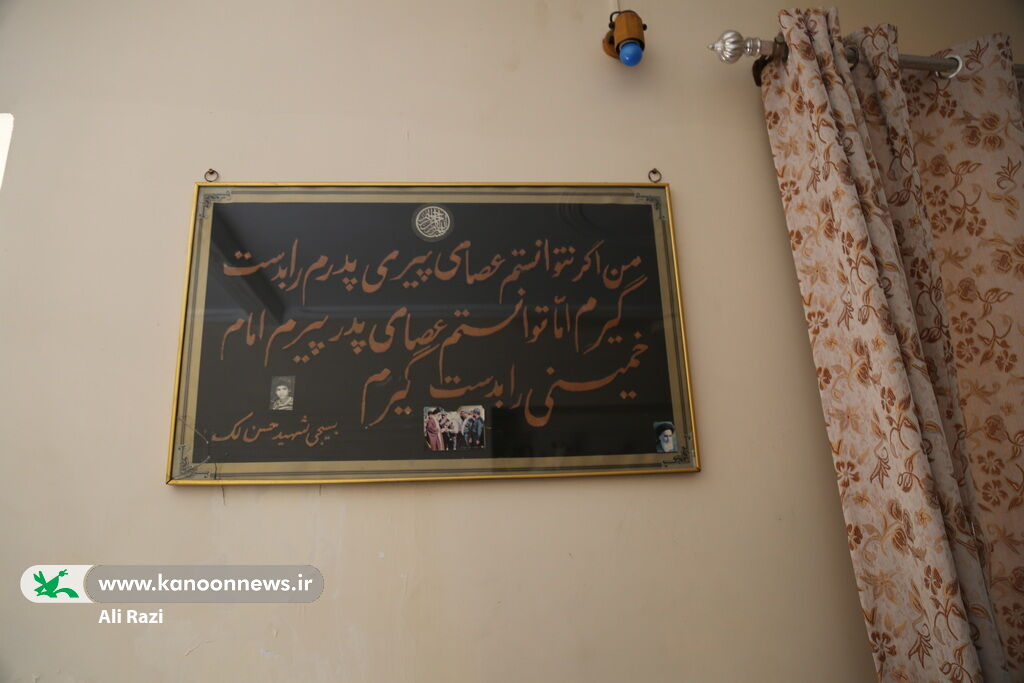 من اگر نتوانستم عصای پیری پدرم را بدست
گیرم امّا توانستم عصای پدر پیرم امام
خمینی را بدست گیرم
بسیجی شهید حسن لک
www.kanoonnews.ir
Ali Razi